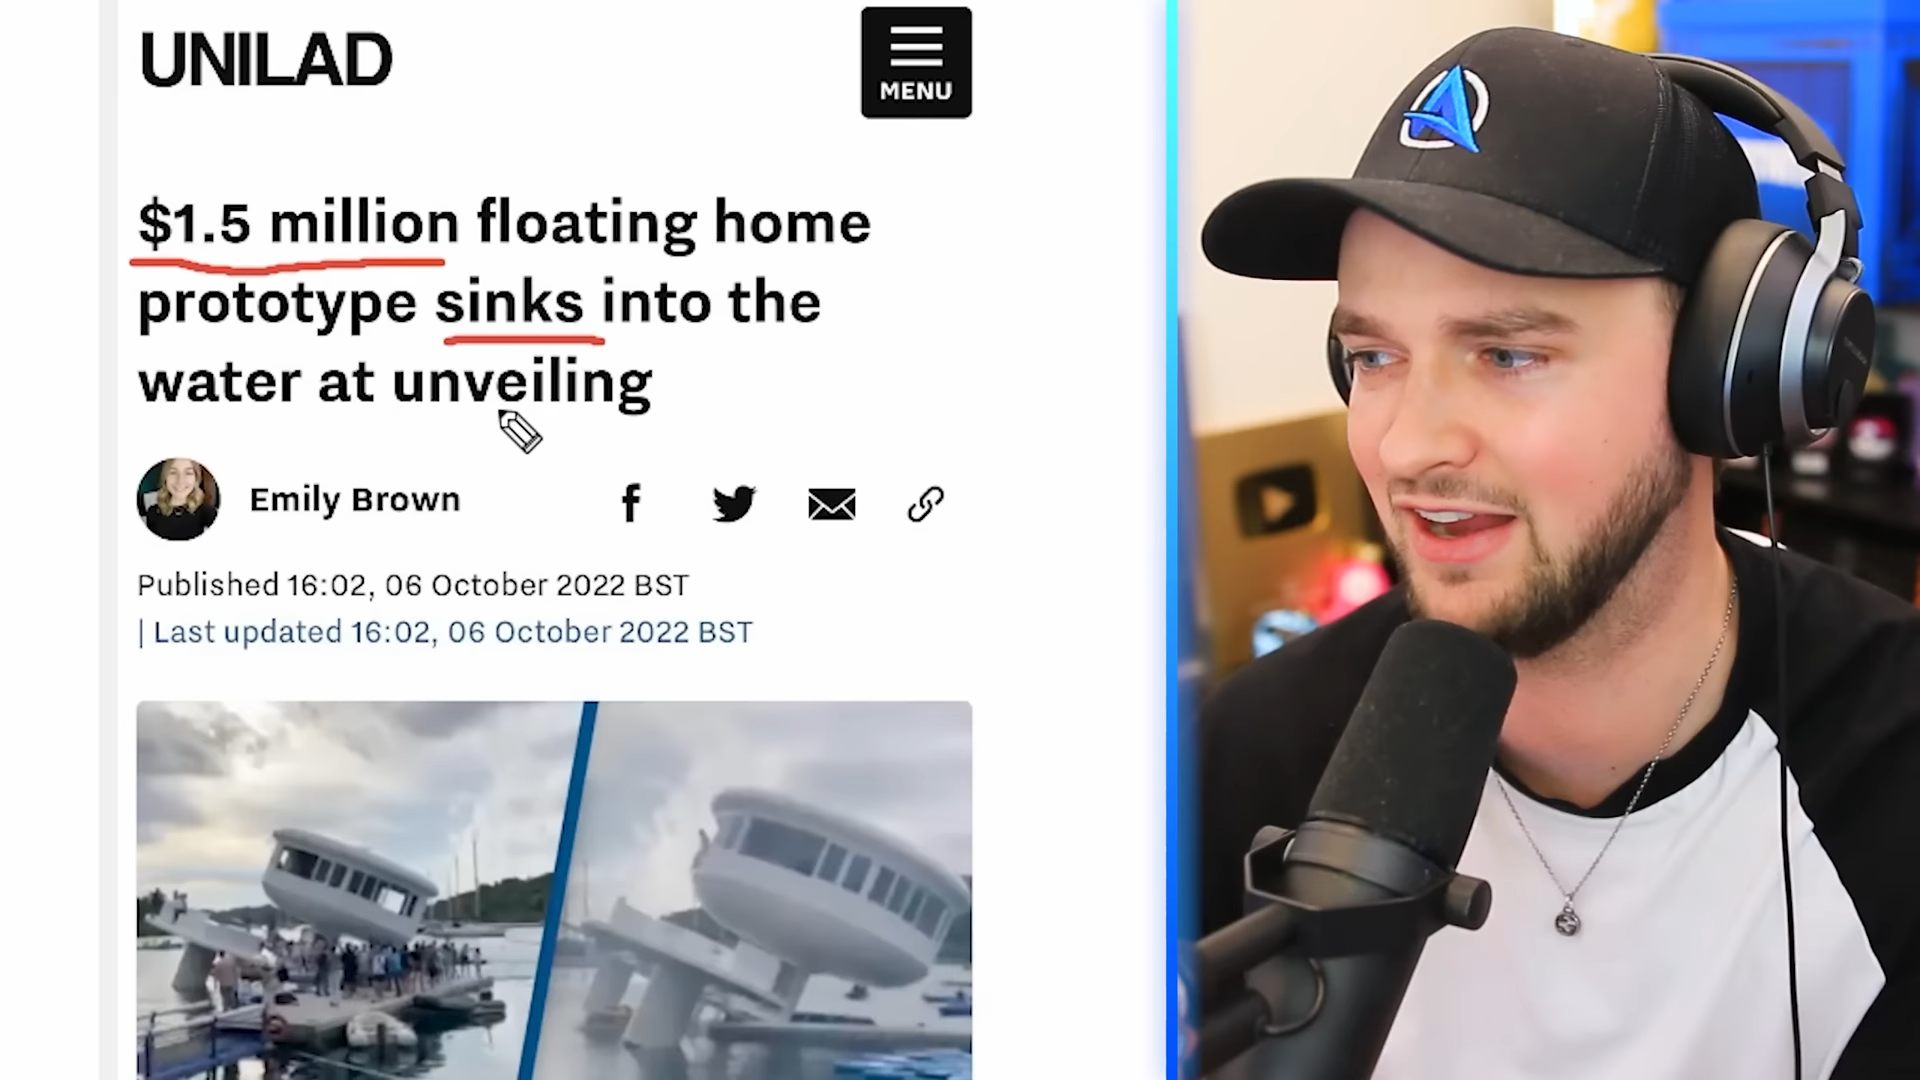 UNILAD
MENU
$1.5 million floating home
prototype sinks into the
water at unveiling
Emily Brown
Published 16:02, 06 October 2022 BST
| Last updated 16:02, 06 October 2022 BST